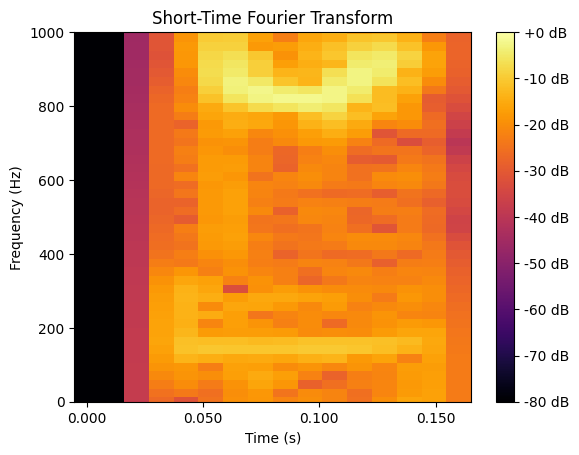 Short-Time Fourier Transform
1000
800
600
400
200
0
Frequency (Hz)
0.000
0.050
0.100
0.150
Time (s)
+0 dB
-10 dB
-20 dB
-30 dB
-40 dB
-50 dB
-60 dB
-70 dB
-80 dB